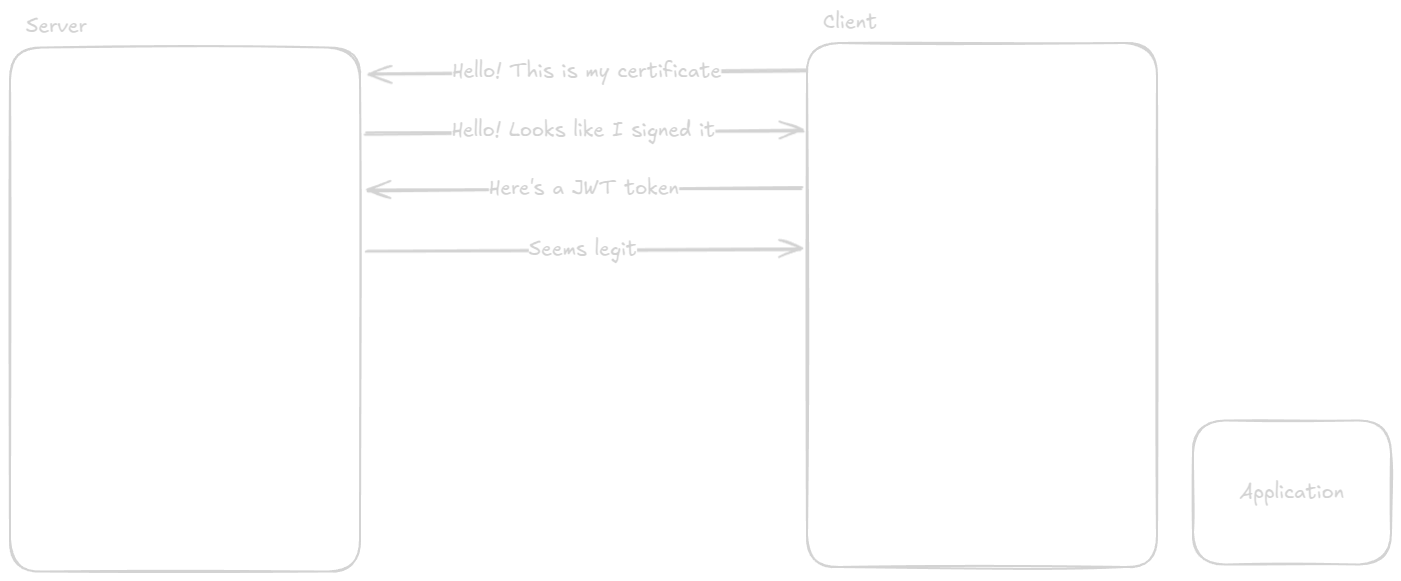 Server
Client
Hello! This is my certificate
Hello! Looks like I signed it
Here's a JWT token
Seems legit
Application